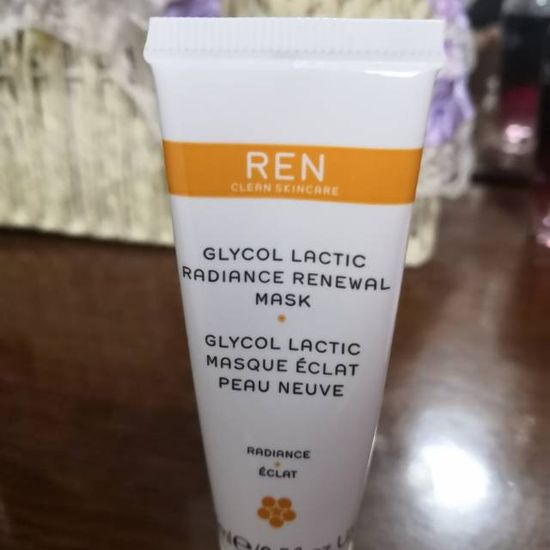 REN
CLEAN SKINCARE
GLYCOL LACTIC
RADIANCE RENEWAL
MASK
GLYCOL LACTIC
MASQUE ÉCLAT
PEAU NEUVE
RADIANCE
ÉCLAT